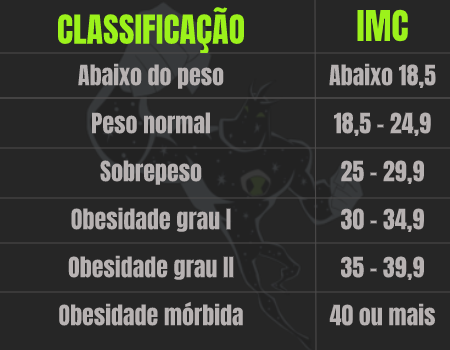 CLASSIFICAÇÃO IMC
Abaixo do peso Abaixo 18,5
Peso normal 18,5 - 24,9
Sobrepeso 25 - 29,9
Obesidade grau I 30 - 34,9
Obesidade grau II 35 - 39,9
Obesidade mórbida 40 ou mais